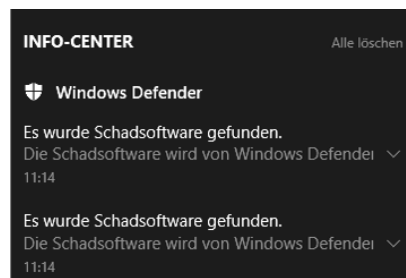 INFO-CENTER
Alle löschen
Windows Defender
Es wurde Schadsoftware gefunden.
Die Schadsoftware wird von Windows Defender
11:14
Es wurde Schadsoftware gefunden.
Die Schadsoftware wird von Windows Defender
11:14